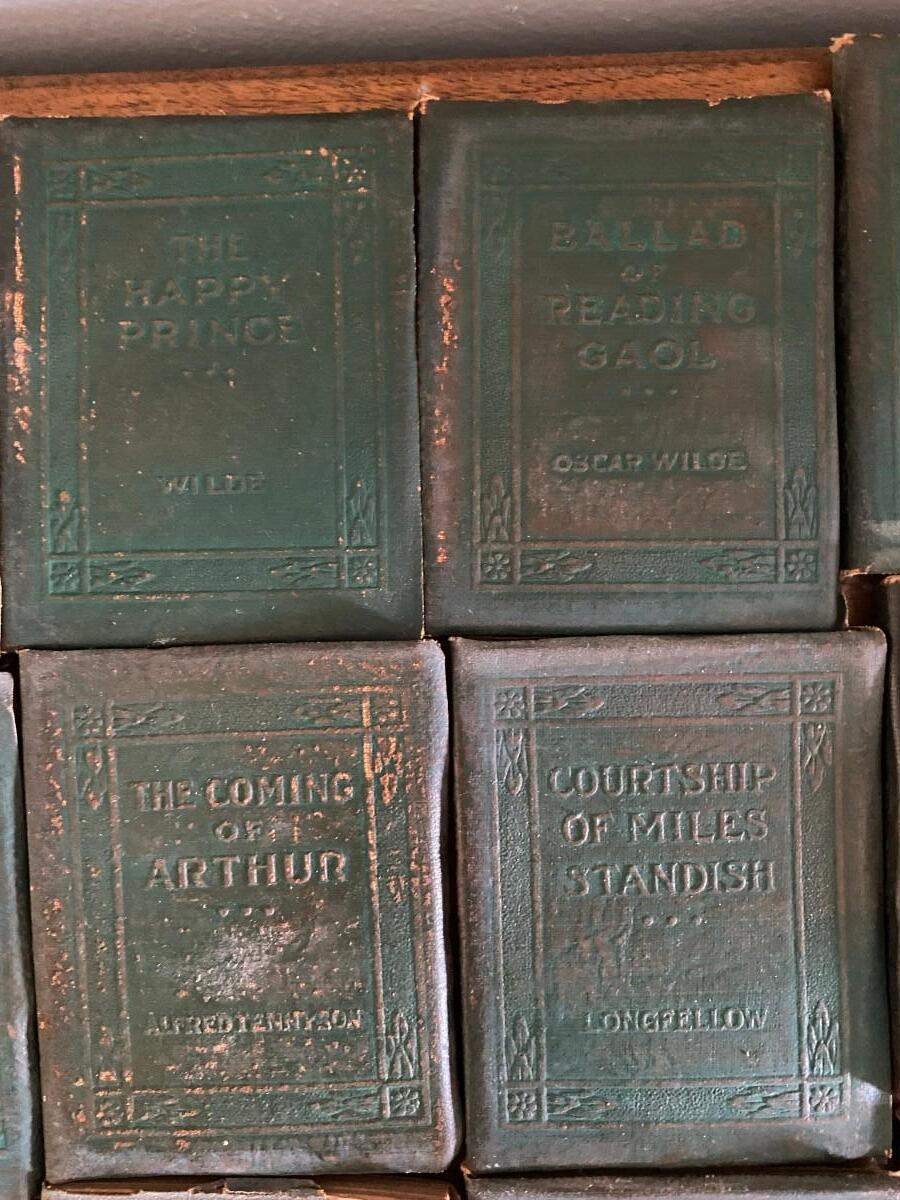 THE
HAPPY
PRINCE
WILDE
BALLAD
OF
READING
GAOL
OSCAR WILDE
THE COMING
OF
ARTHUR
ALFRED TENNYSON
COURTSHIP
OF MILES
STANDISH
LONGFELLOW